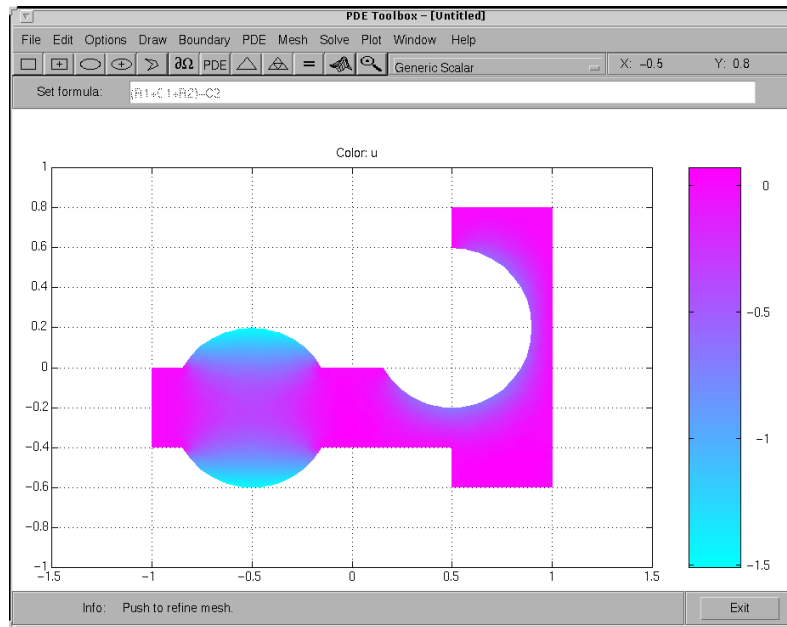 PDE Toolbox – [Untitled]
File Edit Options Draw Boundary PDE Mesh Solve Plot Window Help
∂Ω PDE = Generic Scalar X: -0.5 Y: 0.8
Set formula: (R1+C1+R2)-C2
Color: u
1
0.8
0.6
0.4
0.2
0
-0.2
-0.4
-0.6
-0.8
-1
-1.5 -1 -0.5 0 0.5 1 1.5
0
-0.5
-1
-1.5
Info: Push to refine mesh. Exit